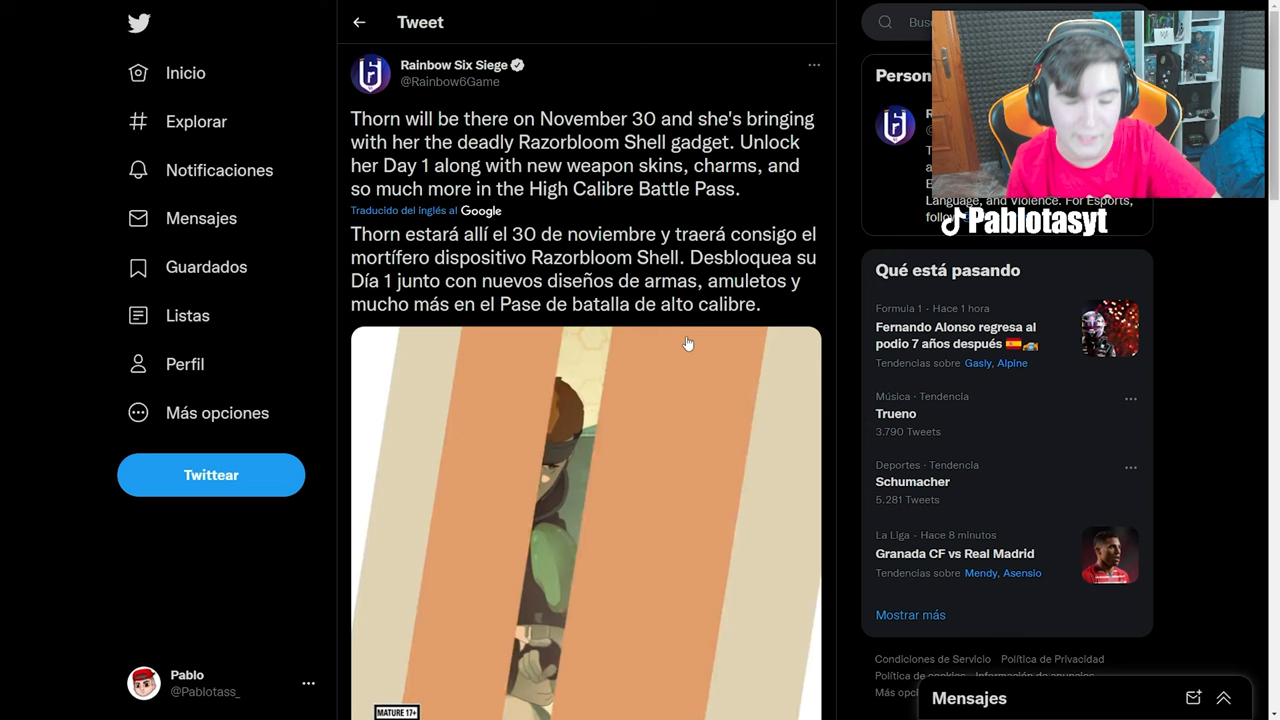 Inicio
Explorar
Notificaciones
Mensajes
Guardados
Listas
Perfil
Más opciones
Twittear
Pablo
@Pablotass_
Tweet
Rainbow Six Siege
@Rainbow6Game
Thorn will be there on November 30 and she's bringing
with her the deadly Razorbloom Shell gadget. Unlock
her Day 1 along with new weapon skins, charms, and
so much more in the High Calibre Battle Pass.
Traducido del inglés al Google
Thorn estará allí el 30 de noviembre y traerá consigo el
mortífero dispositivo Razorbloom Shell. Desbloquea su
Día 1 junto con nuevos diseños de armas, amuletos y
mucho más en el Pase de batalla de alto calibre.
MATURE 17+
Language, and Violence. For Esports,
Pablotasyt
Qué está pasando
Formula 1 · Hace 1 hora
Fernando Alonso regresa al
podio 7 años después
Tendencias sobre Gasly, Alpine
Música · Tendencia
Trueno
3.790 Tweets
Deportes · Tendencia
Schumacher
5.281 Tweets
La Liga · Hace 8 minutos
Granada CF vs Real Madrid
Tendencias sobre Mendy, Asensio
Mostrar más
Condiciones de Servicio Política de Privacidad
Mensajes